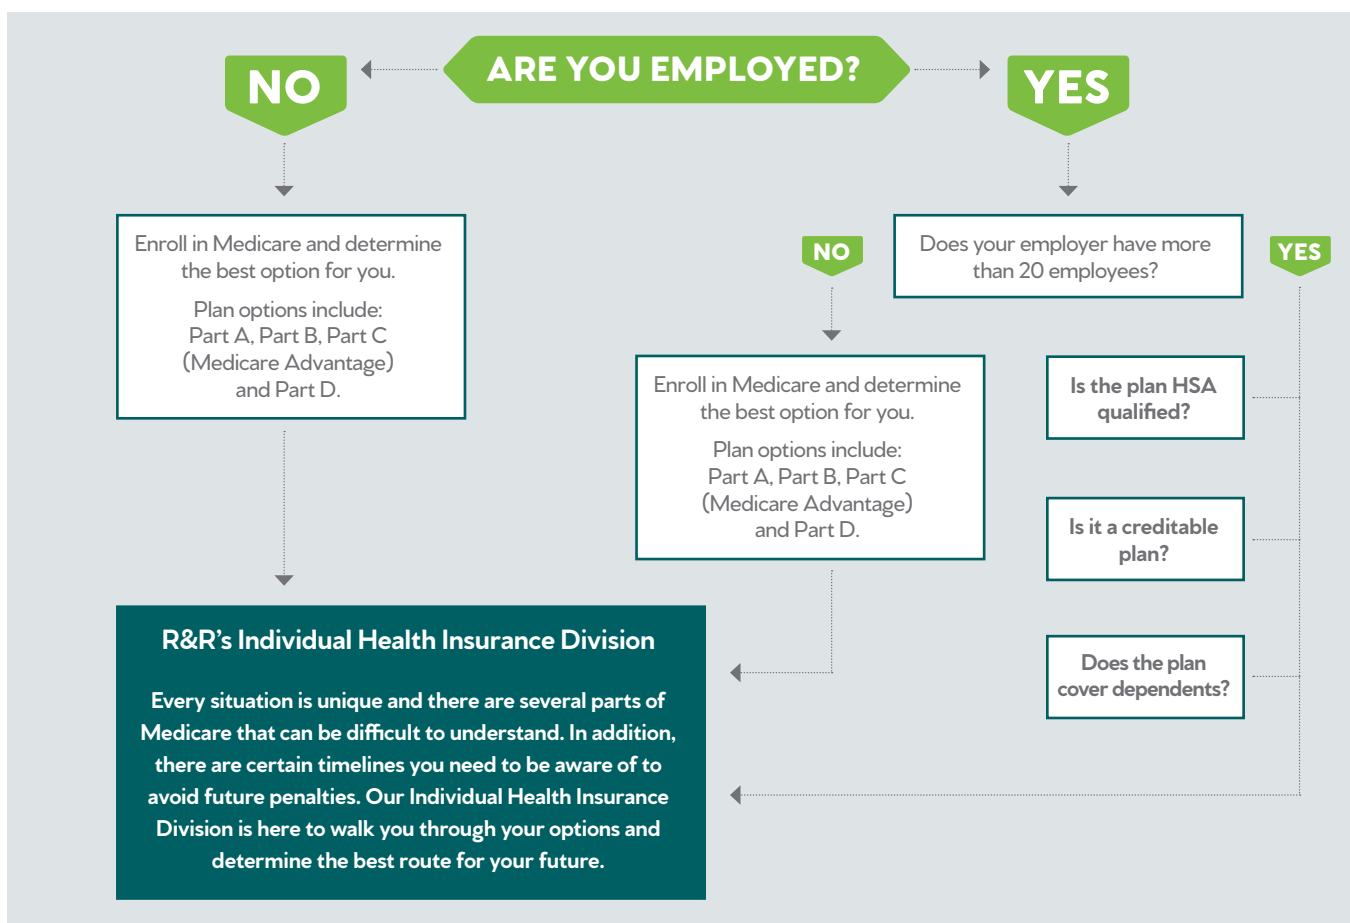 ARE YOU EMPLOYED?
NO
YES
Enroll in Medicare and determine
the best option for you.
Plan options include:
Part A, Part B, Part C
(Medicare Advantage)
and Part D.
Does your employer have more
than 20 employees?
NO
YES
Enroll in Medicare and determine
the best option for you.
Plan options include:
Part A, Part B, Part C
(Medicare Advantage)
and Part D.
Is the plan HSA
qualified?
Is it a creditable
plan?
Does the plan
cover dependents?
R&R’s Individual Health Insurance Division
Every situation is unique and there are several parts of
Medicare that can be difficult to understand. In addition,
there are certain timelines you need to be aware of to
avoid future penalties. Our Individual Health Insurance
Division is here to walk you through your options and
determine the best route for your future.